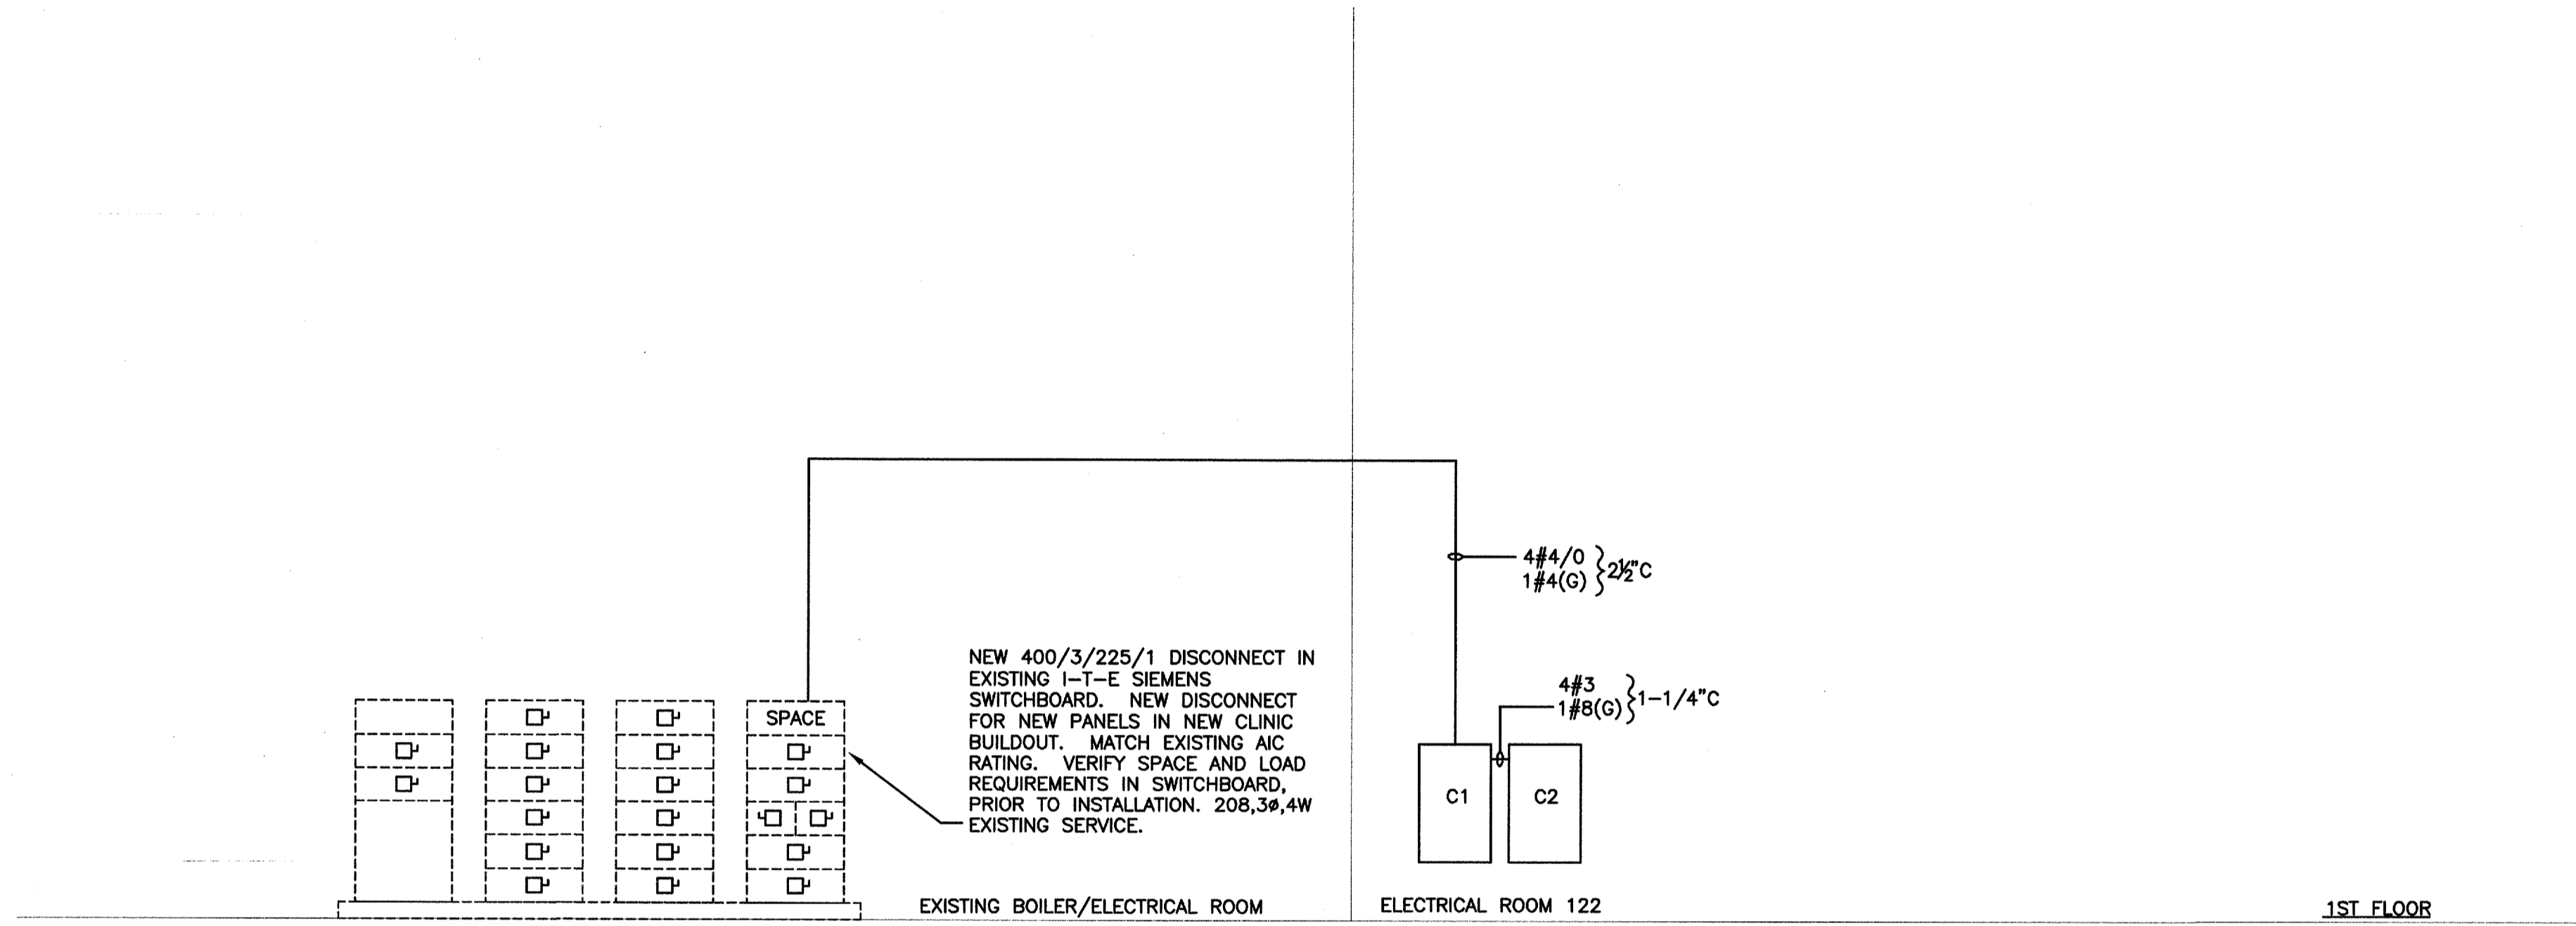 4#4/0
1#4(G)
2½"C
NEW 400/3/225/1 DISCONNECT IN
EXISTING I-T-E SIEMENS
SWITCHBOARD. NEW DISCONNECT
FOR NEW PANELS IN NEW CLINIC
BUILDOUT. MATCH EXISTING AIC
RATING. VERIFY SPACE AND LOAD
REQUIREMENTS IN SWITCHBOARD,
PRIOR TO INSTALLATION. 208,3ø,4W
EXISTING SERVICE.
4#3
1#8(G)
1-1/4"C
SPACE
C1
C2
EXISTING BOILER/ELECTRICAL ROOM
ELECTRICAL ROOM 122
1ST FLOOR